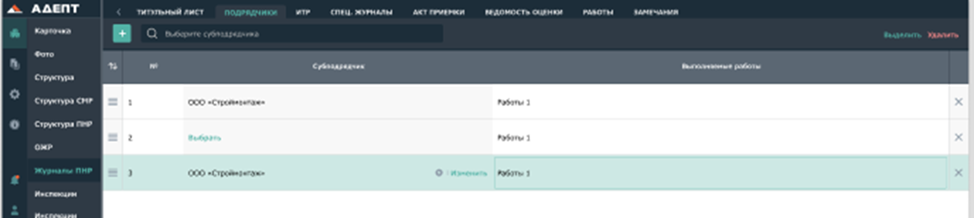 АДЕПТ
ТИТУЛЬНЫЙ ЛИСТ ПОДРЯДЧИКИ ИТР СПЕЦ. ЖУРНАЛЫ АКТ ПРИЕМКИ ВЕДОМОСТЬ ОЦЕНКИ РАБОТЫ ЗАМЕЧАНИЯ
Карточка
Фото
Структура
Структура СМР
Структура ПНР
ОЖР
Журналы ПНР
Инспекции
Инспекции
+ Выберите субподрядчика Выделить Удалить
№ Субподрядчик Выполняемые работы
1 ООО «Строймонтаж» Работы 1
2 Выбрать Работы 1
3 ООО «Строймонтаж» Изменить Работы 1